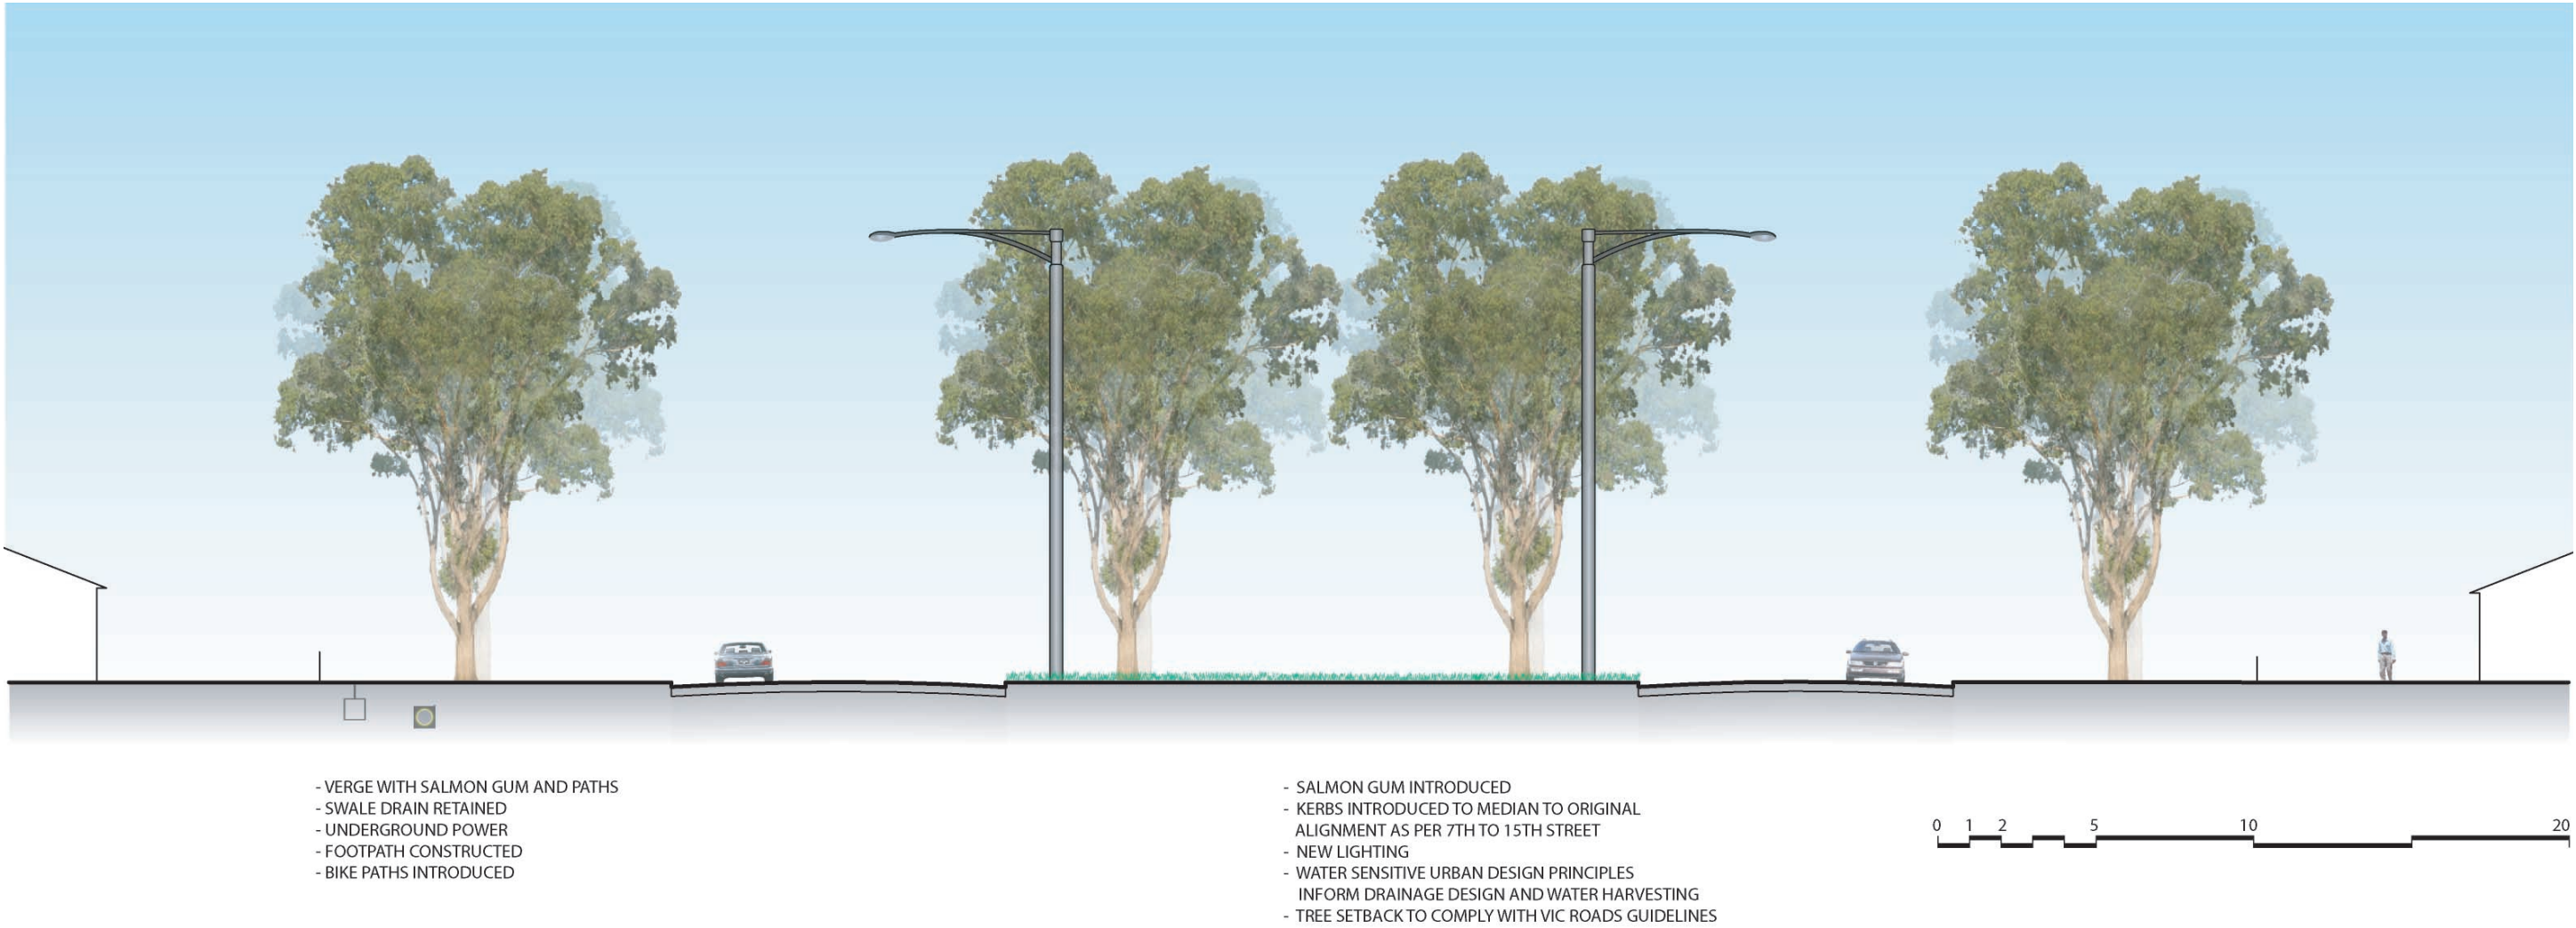 - VERGE WITH SALMON GUM AND PATHS
- SWALE DRAIN RETAINED
- UNDERGROUND POWER
- FOOTPATH CONSTRUCTED
- BIKE PATHS INTRODUCED
- SALMON GUM INTRODUCED
- KERBS INTRODUCED TO MEDIAN TO ORIGINAL
ALIGNMENT AS PER 7TH TO 15TH STREET
- NEW LIGHTING
- WATER SENSITIVE URBAN DESIGN PRINCIPLES
INFORM DRAINAGE DESIGN AND WATER HARVESTING
- TREE SETBACK TO COMPLY WITH VIC ROADS GUIDELINES
0 1 2 5 10 20